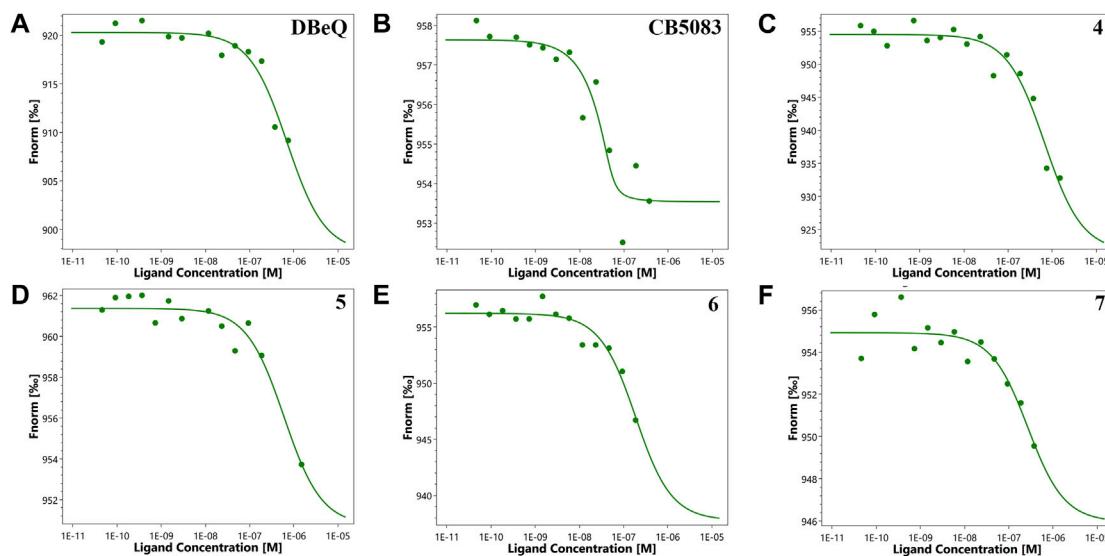 A DBeQ
Fnorm [‰]
920
915
910
905
900
1E-11 1E-10 1E-09 1E-08 1E-07 1E-06 1E-05
Ligand Concentration [M]
B CB5083
Fnorm [‰]
958
957
956
955
954
953
1E-11 1E-10 1E-09 1E-08 1E-07 1E-06 1E-05
Ligand Concentration [M]
C 4
Fnorm [‰]
955
950
945
940
935
930
925
1E-11 1E-10 1E-09 1E-08 1E-07 1E-06 1E-05
Ligand Concentration [M]
D 5
Fnorm [‰]
962
960
958
956
954
952
1E-11 1E-10 1E-09 1E-08 1E-07 1E-06 1E-05
Ligand Concentration [M]
E 6
Fnorm [‰]
955
950
945
940
1E-11 1E-10 1E-09 1E-08 1E-07 1E-06 1E-05
Ligand Concentration [M]
F 7
Fnorm [‰]
956
954
952
950
948
946
1E-11 1E-10 1E-09 1E-08 1E-07 1E-06 1E-05
Ligand Concentration [M]